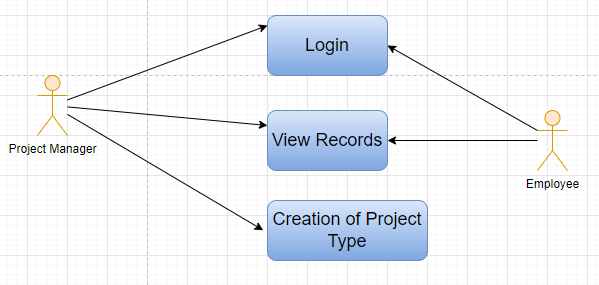 Login
Project Manager
View Records
Employee
Creation of Project
Type